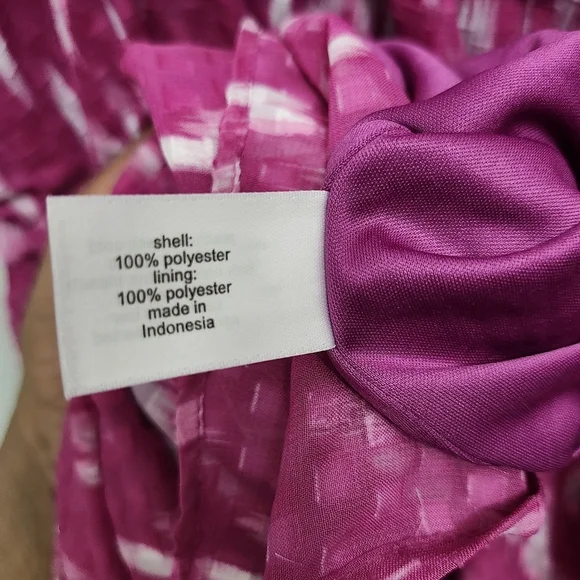 shell:
100% polyester
lining:
100% polyester
made in
Indonesia